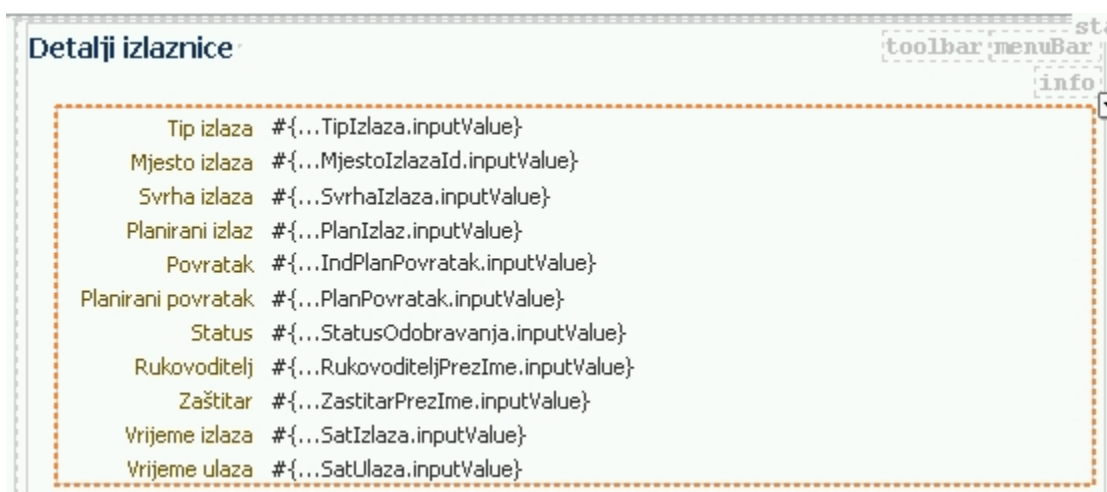 Detalji izlaznice
toolbar menuBar
info
Tip izlaza #{...TipIzlaza.inputValue}
Mjesto izlaza #{...MjestoIzlazaId.inputValue}
Svrha izlaza #{...SvrhaIzlaza.inputValue}
Planirani izlaz #{...PlanIzlaz.inputValue}
Povratak #{...IndPlanPovratak.inputValue}
Planirani povratak #{...PlanPovratak.inputValue}
Status #{...StatusOdobravanja.inputValue}
Rukovoditelj #{...RukovoditeljPrezIme.inputValue}
Zaštitar #{...ZastitarPrezIme.inputValue}
Vrijeme izlaza #{...SatIzlaza.inputValue}
Vrijeme ulaza #{...SatUlaza.inputValue}